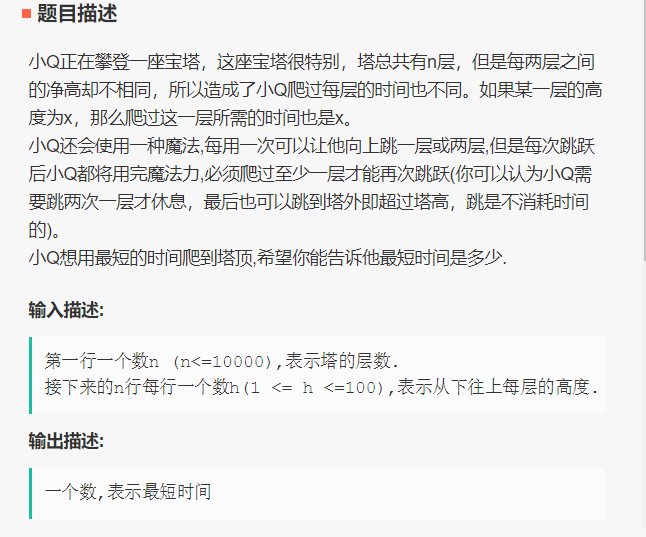 题目描述
小Q正在攀登一座宝塔，这座宝塔很特别，塔总共有n层，但是每两层之间
的净高却不相同，所以造成了小Q爬过每层的时间也不同。如果某一层的高
度为x，那么爬过这一层所需的时间也是x。
小Q还会使用一种魔法,每用一次可以让他向上跳一层或两层,但是每次跳跃
后小Q都将用完魔法力,必须爬过至少一层才能再次跳跃(你可以认为小Q需
要跳两次一层才休息，最后也可以跳到塔外即超过塔高，跳是不消耗时间
的)。
小Q想用最短的时间爬到塔顶,希望你能告诉他最短时间是多少.
输入描述:
第一行一个数n (n<=10000),表示塔的层数.
接下来的n行每行一个数h(1 <= h <=100),表示从下往上每层的高度.
输出描述:
一个数,表示最短时间